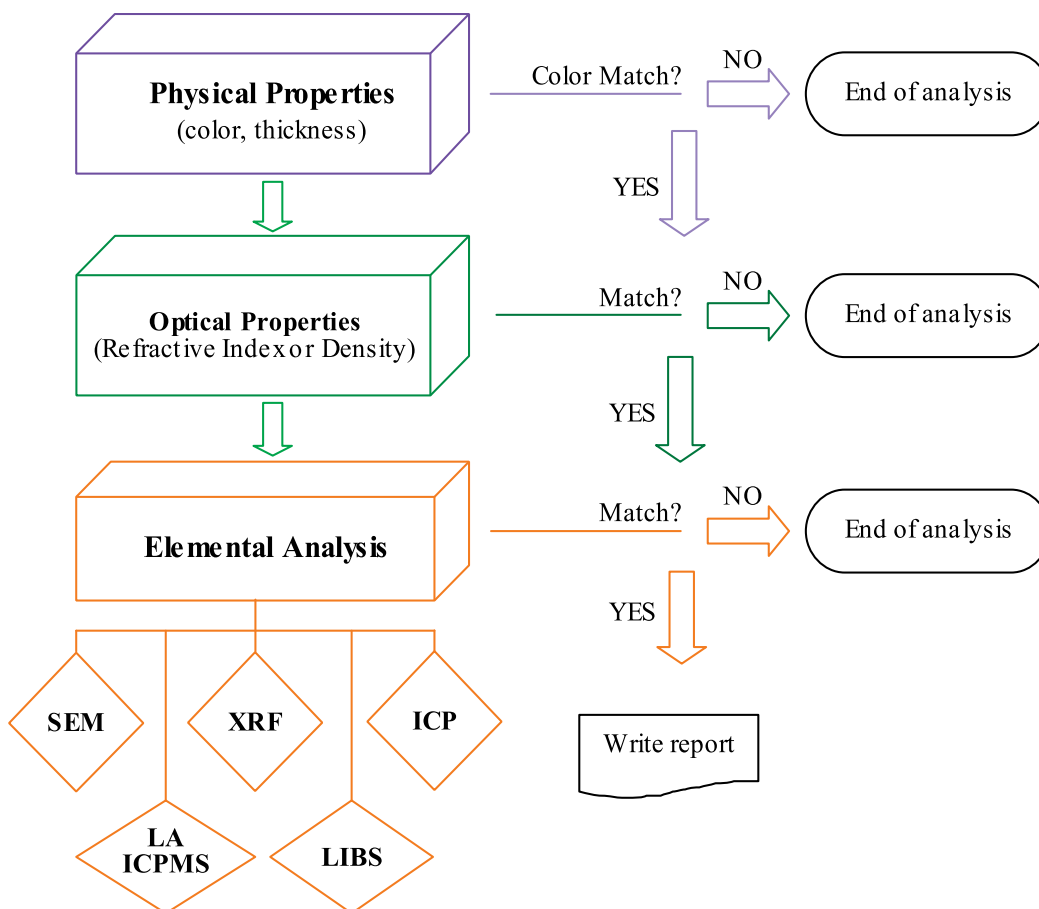 Physical Properties
(color, thickness)
Color Match?
NO
End of analysis
YES
Optical Properties
(Refractive Index or Density)
Match?
NO
End of analysis
YES
Elemental Analysis
Match?
NO
End of analysis
YES
SEM
XRF
ICP
Write report
LA
ICPMS
LIBS